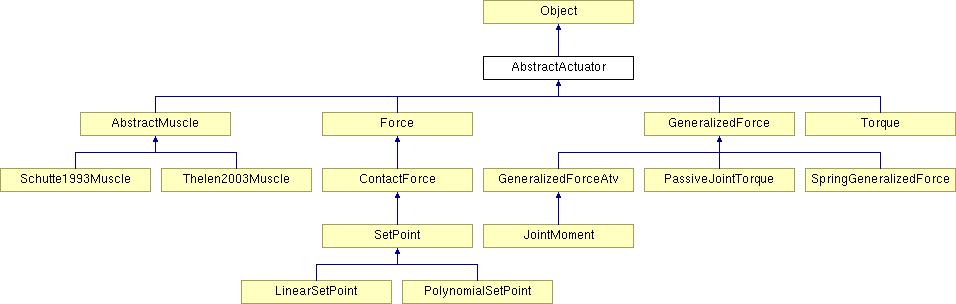 Object
AbstractActuator
AbstractMuscle
Force
GeneralizedForce
Torque
Schutte1993Muscle
Thelen2003Muscle
ContactForce
GeneralizedForceAtv
PassiveJointTorque
SpringGeneralizedForce
SetPoint
JointMoment
LinearSetPoint
PolynomialSetPoint